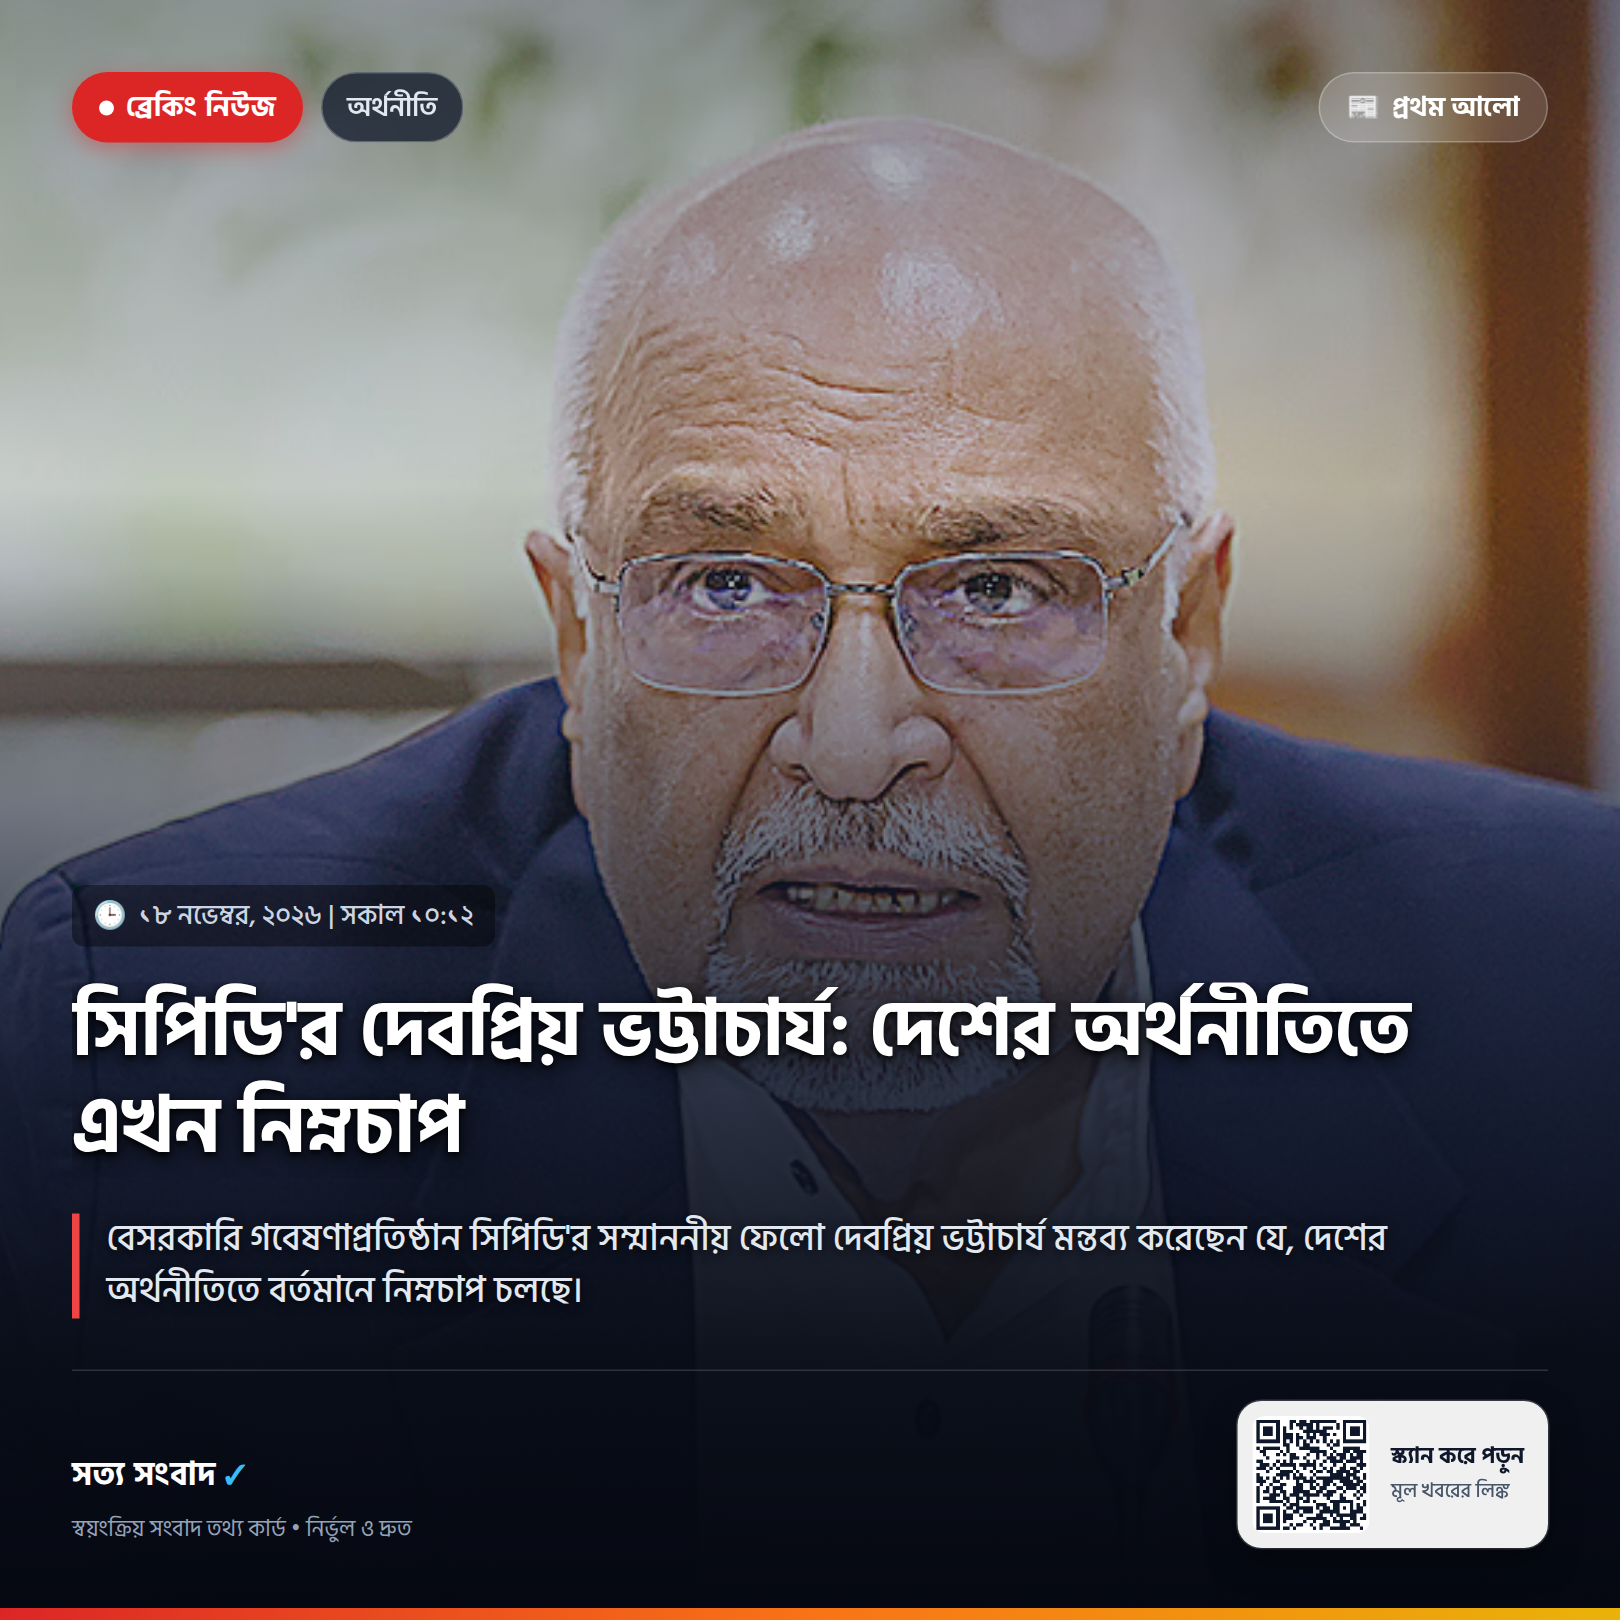 ব্রেকিং নিউজ
অর্থনীতি
প্রথম আলো
১৮ নভেম্বর, ২০২৬ | সকাল ১০:১২
সিপিডি'র দেবপ্রিয় ভট্টাচার্য: দেশের অর্থনীতিতে
এখন নিম্নচাপ
বেসরকারি গবেষণাপ্রতিষ্ঠান সিপিডি'র সম্মাননীয় ফেলো দেবপ্রিয় ভট্টাচার্য মন্তব্য করেছেন যে, দেশের
অর্থনীতিতে বর্তমানে নিম্নচাপ চলছে।
সত্য সংবাদ ✓
স্বয়ংক্রিয় সংবাদ তথ্য কার্ড • নির্ভুল ও দ্রুত
স্ক্যান করে পড়ুন
মূল খবরের লিঙ্ক